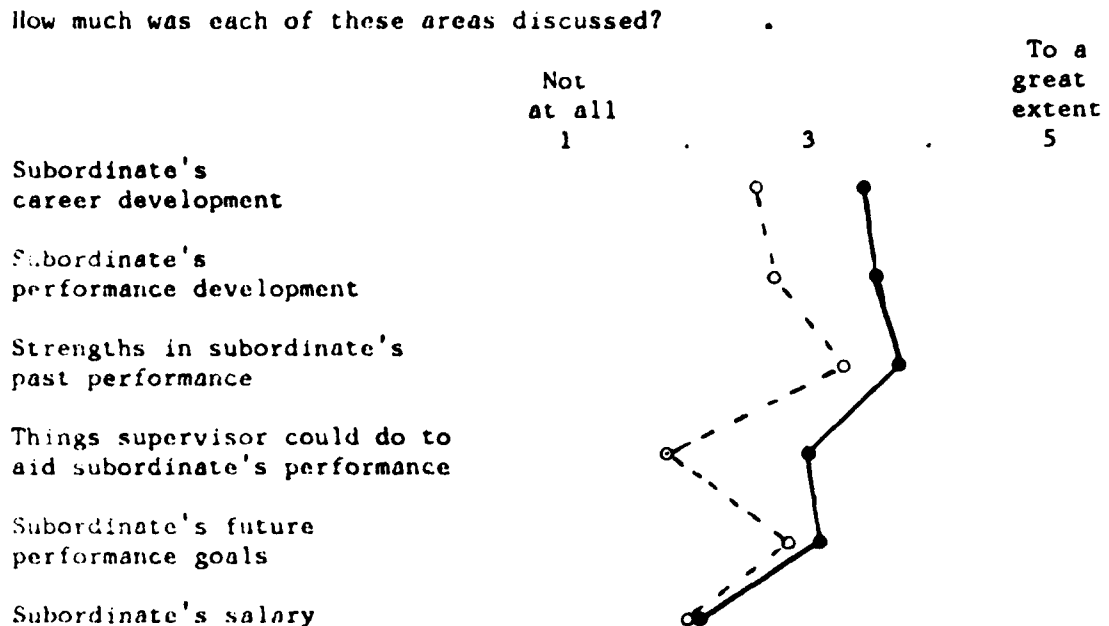 How much was each of these areas discussed?
To a
Not great
at all extent
1 . 3 . 5
Subordinate's
career development
Subordinate's
performance development
Strengths in subordinate's
past performance
Things supervisor could do to
aid subordinate's performance
Subordinate's future
performance goals
Subordinate's salary